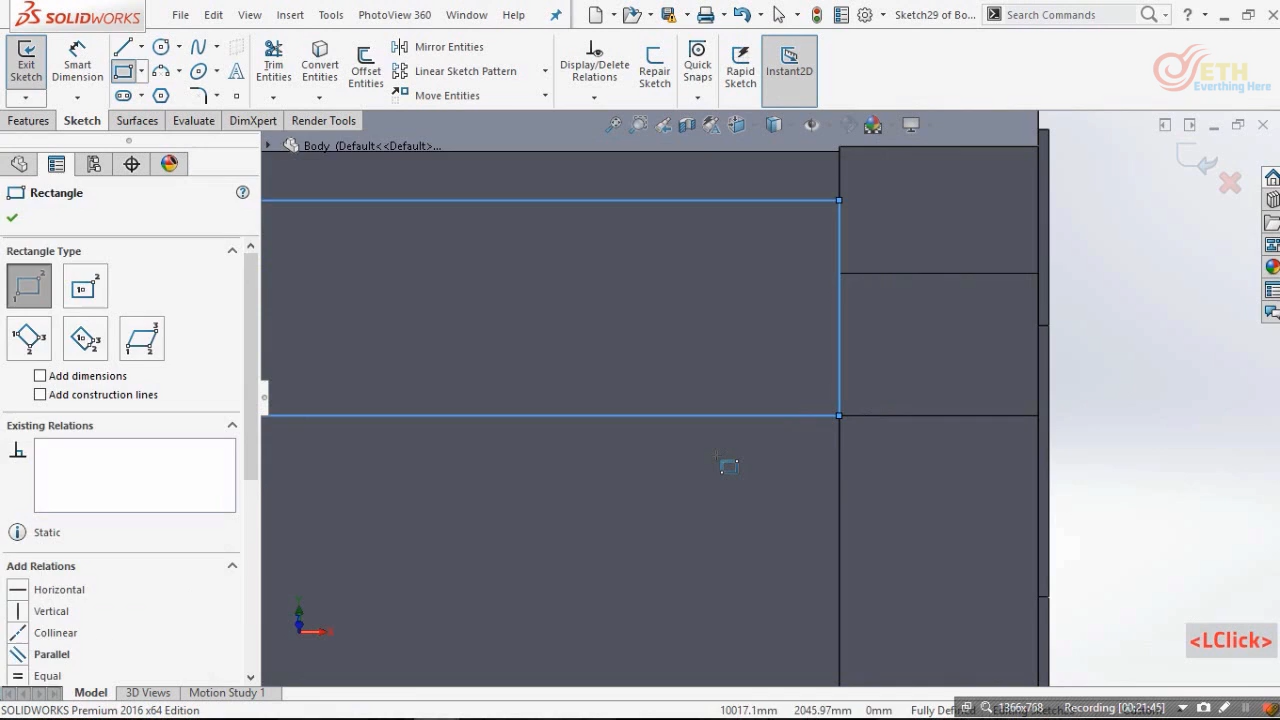 SOLIDWORKS File Edit View Insert Tools PhotoView 360 Window Help Sketch29 of Bo... Search Commands
Exit Sketch
Smart Dimension
Trim Entities
Convert Entities
Offset Entities
Mirror Entities
Linear Sketch Pattern
Move Entities
Display/Delete Relations
Repair Sketch
Quick Snaps
Rapid Sketch
Instant2D
ETH
Everthing Here
Features Sketch Surfaces Evaluate DimXpert Render Tools
Body (Default<<Default>...
Rectangle
Rectangle Type
Add dimensions
Add construction lines
Existing Relations
Static
Add Relations
Horizontal
Vertical
Collinear
Parallel
Equal
<LClick>
Model 3D Views Motion Study 1
SOLIDWORKS Premium 2016 x64 Edition 10017.1mm 2045.97mm 0mm Fully Defined
1366x768 Recording [00:21:45]